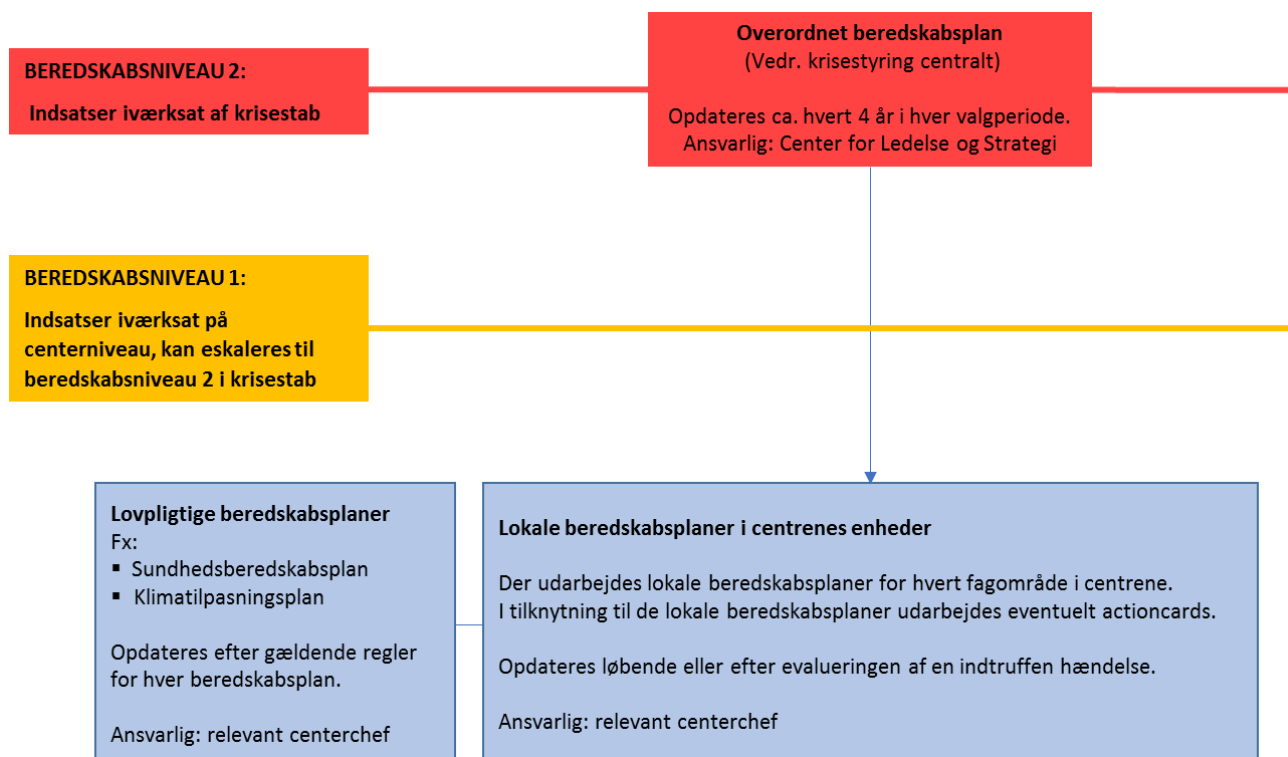 BEREDSKABSNIVEAU 2:
Indsatser iværksat af krisestab
Overordnet beredskabsplan
(Vedr. krisestyring centralt)
Opdateres ca. hvert 4 år i hver valgperiode.
Ansvarlig: Center for Ledelse og Strategi
BEREDSKABSNIVEAU 1:
Indsatser iværksat på
centerniveau, kan eskaleres til
beredskabsniveau 2 i krisestab
Lovpligtige beredskabsplaner
Fx:
▪ Sundhedsberedskabsplan
▪ Klimatilpasningsplan
Opdateres efter gældende regler
for hver beredskabsplan.
Ansvarlig: relevant centerchef
Lokale beredskabsplaner i centrenes enheder
Der udarbejdes lokale beredskabsplaner for hvert fagområde i centrene.
I tilknytning til de lokale beredskabsplaner udarbejdes eventuelt actioncards.
Opdateres løbende eller efter evalueringen af en indtruffen hændelse.
Ansvarlig: relevant centerchef